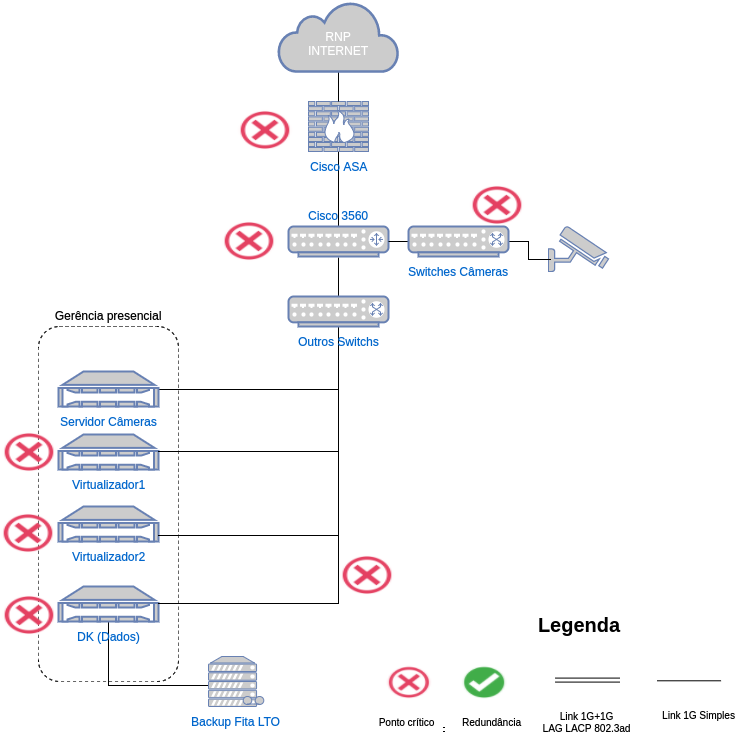 RNP
INTERNET
Cisco ASA
Cisco 3560
Switches Câmeras
Outros Switchs
Gerência presencial
Servidor Câmeras
Virtualizador1
Virtualizador2
DK (Dados)
Backup Fita LTO
Legenda
Ponto crítico
:
Redundância
Link 1G+1G
LAG LACP 802.3ad
Link 1G Simples